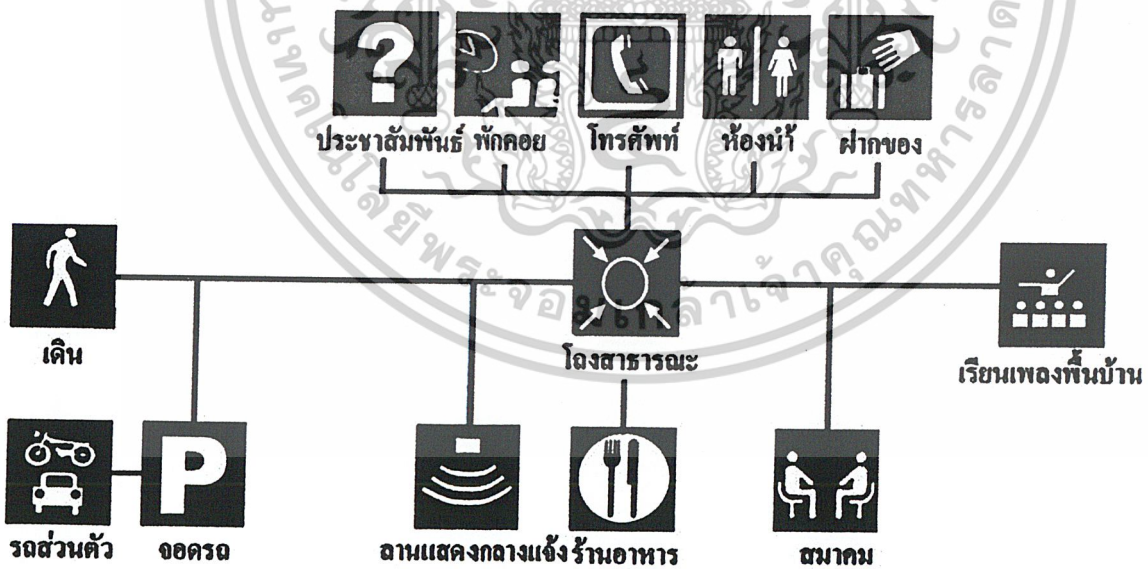 ?
ประชาสัมพันธ์ พักคอย โทรศัพท์ ห้องน้ำ ฝากของ
เดิน
โถงสาธารณะ
เรียนเพลงพื้นบ้าน
P
รถส่วนตัว จอดรถ ลานแสดงกลางแจ้ง ร้านอาหาร สมาคม